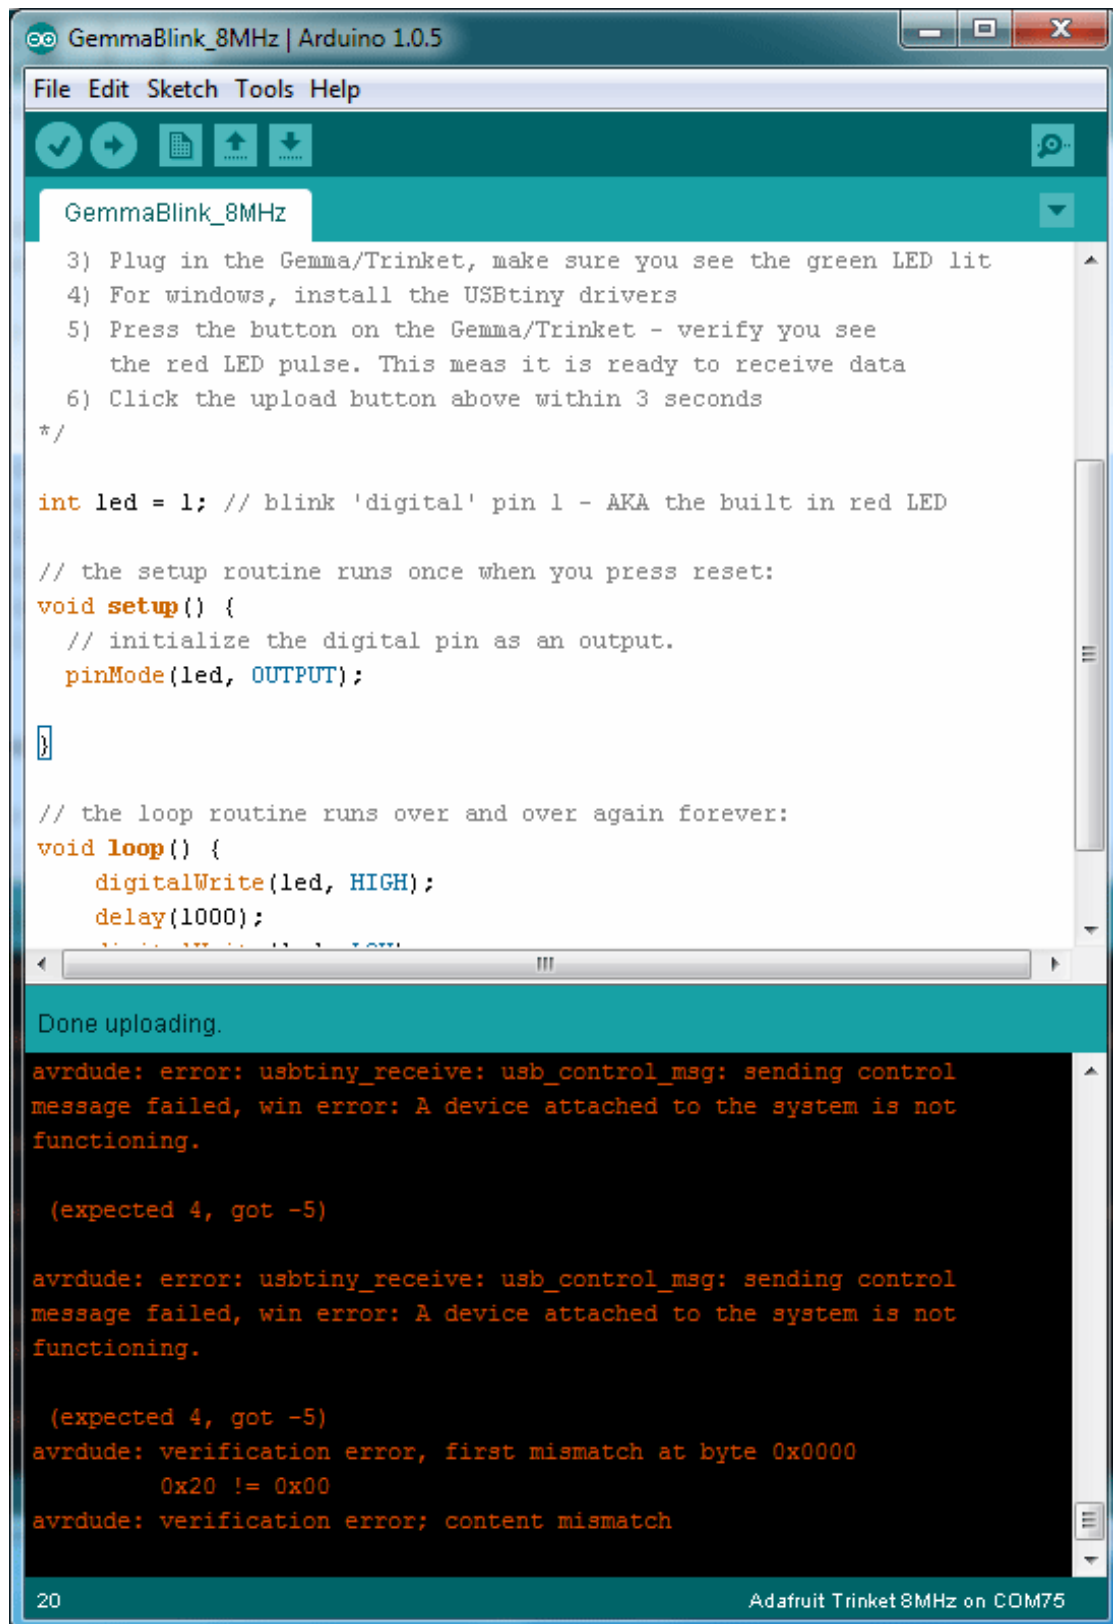 GemmaBlink_8MHz | Arduino 1.0.5
File Edit Sketch Tools Help
GemmaBlink_8MHz
3) Plug in the Gemma/Trinket, make sure you see the green LED lit
4) For windows, install the USBtiny drivers
5) Press the button on the Gemma/Trinket - verify you see
the red LED pulse. This meas it is ready to receive data
6) Click the upload button above within 3 seconds
*/
int led = 1; // blink 'digital' pin 1 - AKA the built in red LED
// the setup routine runs once when you press reset:
void setup() {
// initialize the digital pin as an output.
pinMode(led, OUTPUT);
}
// the loop routine runs over and over again forever:
void loop() {
digitalWrite(led, HIGH);
delay(1000);
Done uploading.
avrdude: error: usbtiny_receive: usb_control_msg: sending control
message failed, win error: A device attached to the system is not
functioning.
(expected 4, got -5)
avrdude: error: usbtiny_receive: usb_control_msg: sending control
message failed, win error: A device attached to the system is not
functioning.
(expected 4, got -5)
avrdude: verification error, first mismatch at byte 0x0000
0x20 != 0x00
avrdude: verification error; content mismatch
20
Adafruit Trinket 8MHz on COM75